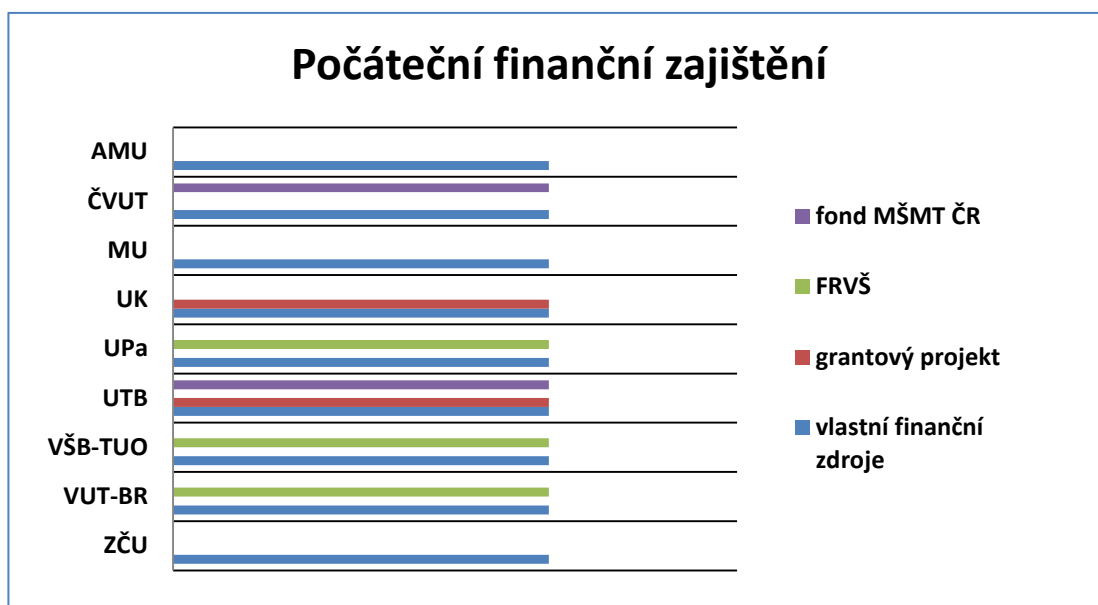 Počáteční finanční zajištění
AMU
ČVUT
MU
UK
UPa
UTB
VŠB-TUO
VUT-BR
ZČU
fond MŠMT ČR
FRVŠ
grantový projekt
vlastní finanční
zdroje